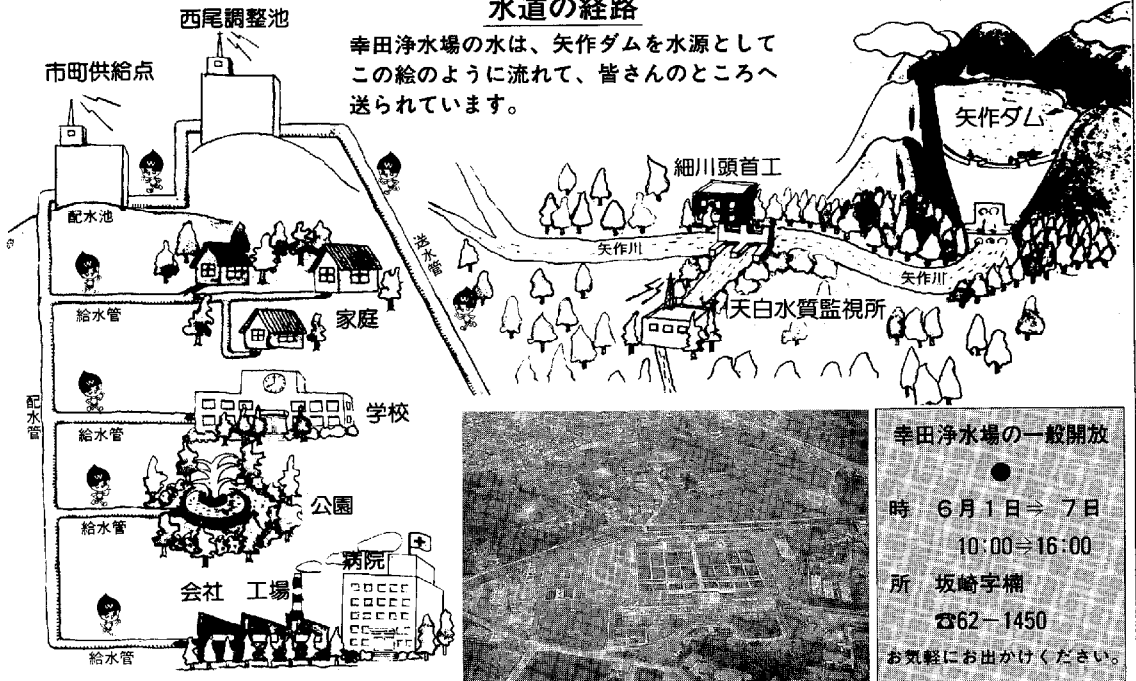 水道の経路
幸田浄水場の水は、矢作ダムを水源として
この絵のように流れて、皆さんのところへ
送られています。
西尾調整池
市町供給点
配水池
送水管
矢作ダム
細川頭首工
矢作川
矢作川
天白水質監視所
給水管
家庭
配水管
学校
給水管
公園
給水管
会社 工場
病院
給水管
幸田浄水場の一般開放
●
時 6月1日⇒ 7日
10:00⇒16:00
所 坂崎字楠
☎62−1450
お気軽にお出かけください。